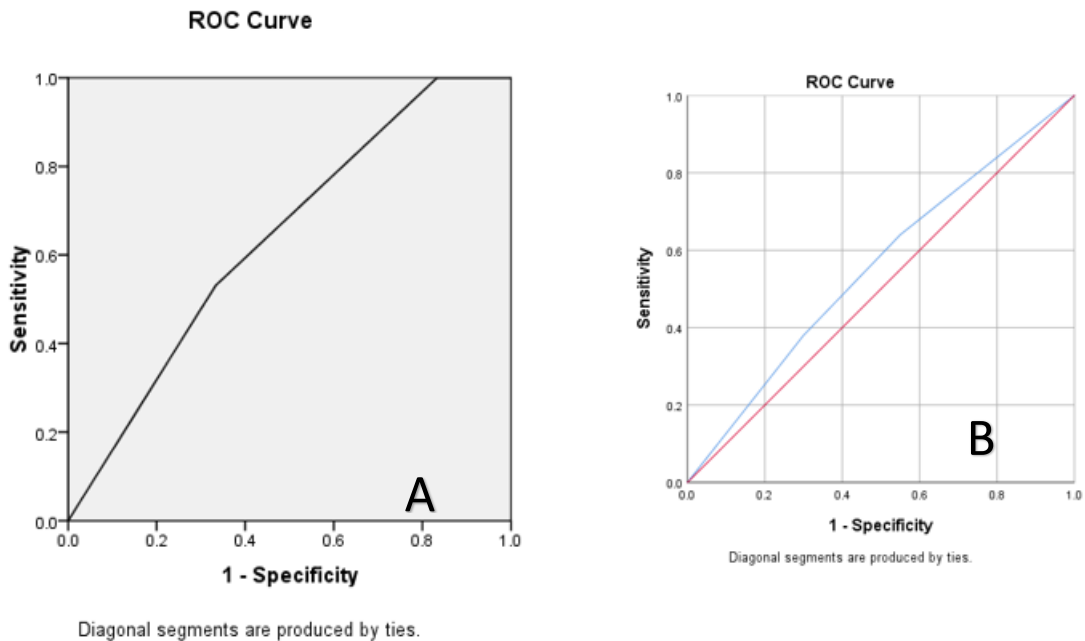 ROC Curve
1.0
0.8
0.6
0.4
0.2
0.0
Sensitivity
A
0.0 0.2 0.4 0.6 0.8 1.0
1 - Specificity
Diagonal segments are produced by ties.
ROC Curve
1.0
0.8
0.6
0.4
0.2
0.0
Sensitivity
B
0.0 0.2 0.4 0.6 0.8 1.0
1 - Specificity
Diagonal segments are produced by ties.